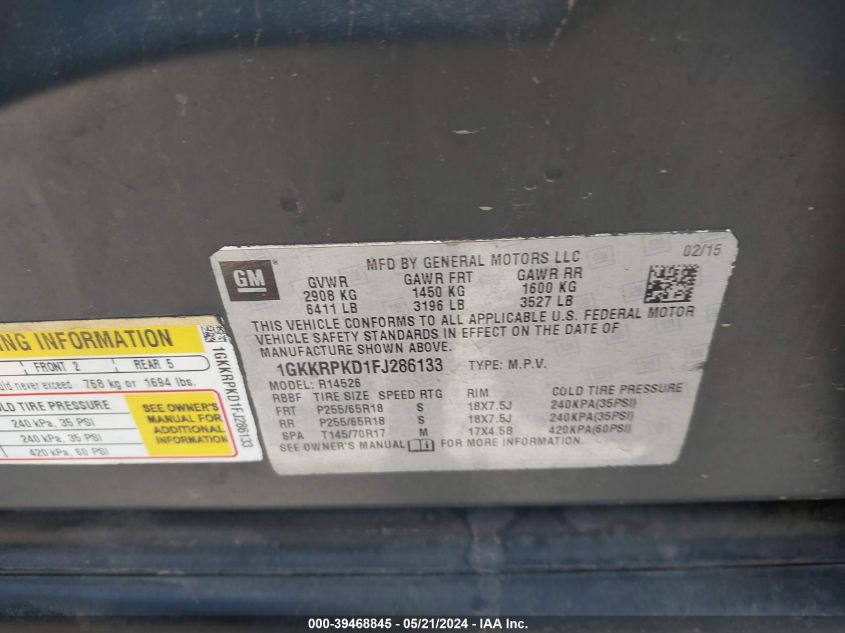 GM
MFD BY GENERAL MOTORS LLC
02/15
GVWR GAWR FRT GAWR RR
2908 KG 1450 KG 1600 KG
6411 LB 3196 LB 3527 LB
THIS VEHICLE CONFORMS TO ALL APPLICABLE U.S. FEDERAL MOTOR
VEHICLE SAFETY STANDARDS IN EFFECT ON THE DATE OF
MANUFACTURE SHOWN ABOVE.
1GKKRPKD1FJ286133 TYPE: M.P.V.
MODEL: R14526
RBBF TIRE SIZE SPEED RTG RIM COLD TIRE PRESSURE
FRT P255/65R18 S 18X7.5J 240KPA(35PSI)
RR P255/65R18 S 18X7.5J 240KPA(35PSI)
SPA T145/70R17 M 17X4.5B 420KPA(60PSI)
SEE OWNER'S MANUAL FOR MORE INFORMATION.
INFORMATION
FRONT 2 REAR 5
never exceed 768 kg or 1694 lbs.
TIRE PRESSURE
240 kPa, 35 PSI
240 kPa, 35 PSI
420 kPa, 60 PSI
SEE OWNER'S
MANUAL FOR
ADDITIONAL
INFORMATION
1GKKRPKD1FJ286133
000-39468845 - 05/21/2024 - IAA Inc.